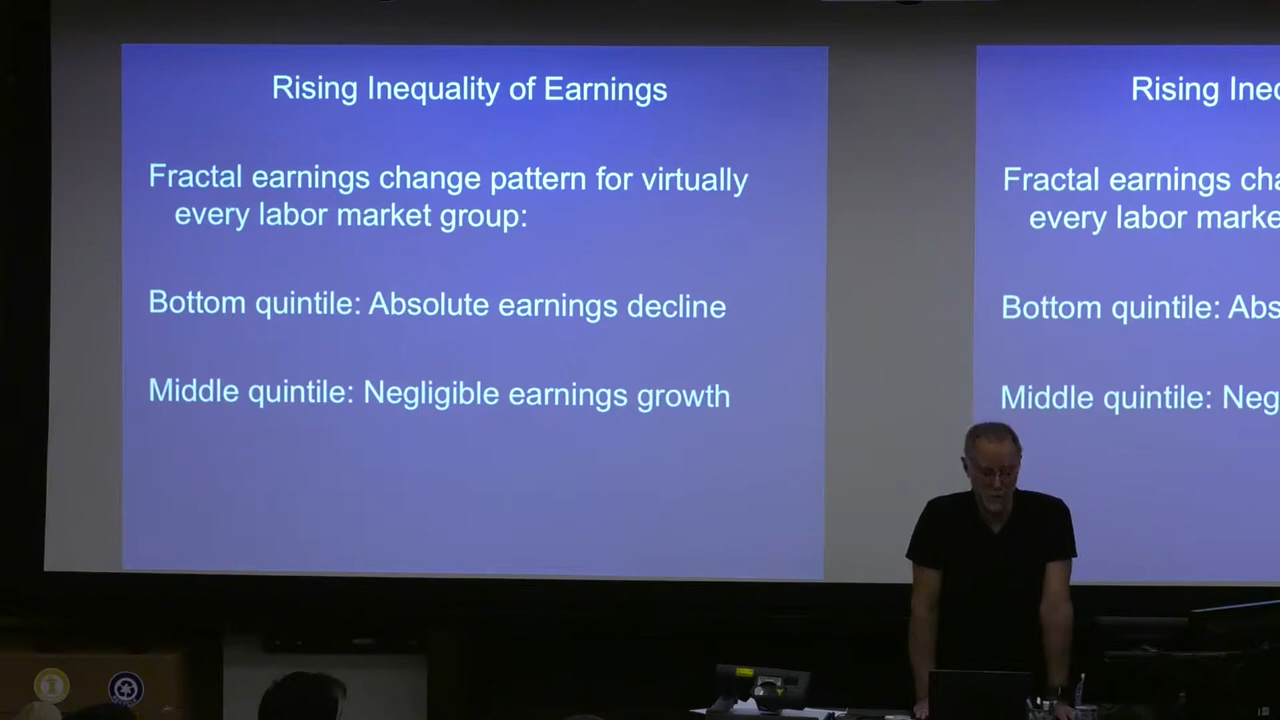 Rising Inequality of Earnings
Fractal earnings change pattern for virtually
every labor market group:
Bottom quintile: Absolute earnings decline
Middle quintile: Negligible earnings growth
Rising Ineq
Fractal earnings cha
every labor marke
Bottom quintile: Abs
Middle quintile: Neg